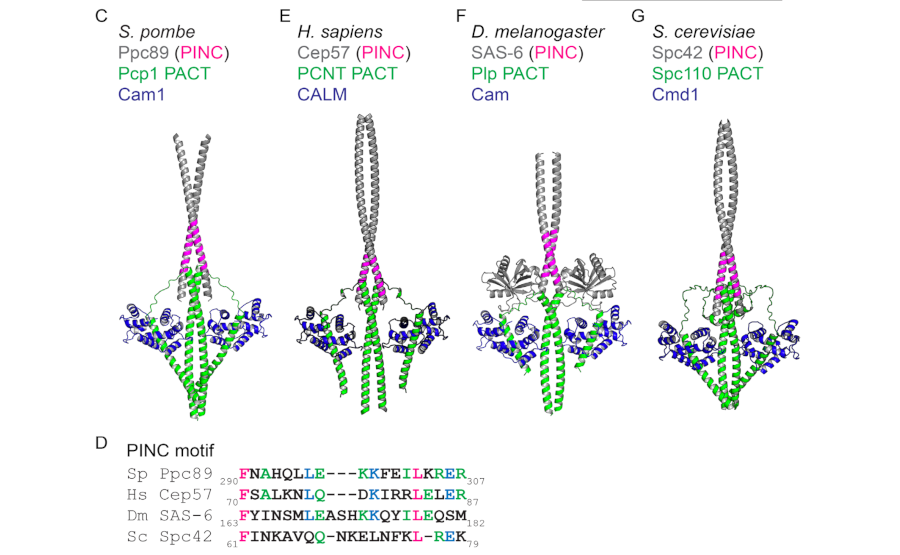 C
S. pombe
Ppc89 (PINC)
Pcp1 PACT
Cam1
E
H. sapiens
Cep57 (PINC)
PCNT PACT
CALM
F
D. melanogaster
SAS-6 (PINC)
Plp PACT
Cam
G
S. cerevisiae
Spc42 (PINC)
Spc110 PACT
Cmd1
D
PINC motif
Sp Ppc89 290 FNAHQLLE---KKFEILKRER 307
Hs Cep57 70 FSALKNLQ---DKIRRLELER 87
Dm SAS-6 163 FYINSMLEASHKKQYILEQSM 182
Sc Spc42 61 FINKAVQQ-NKELNFKL-REK 79